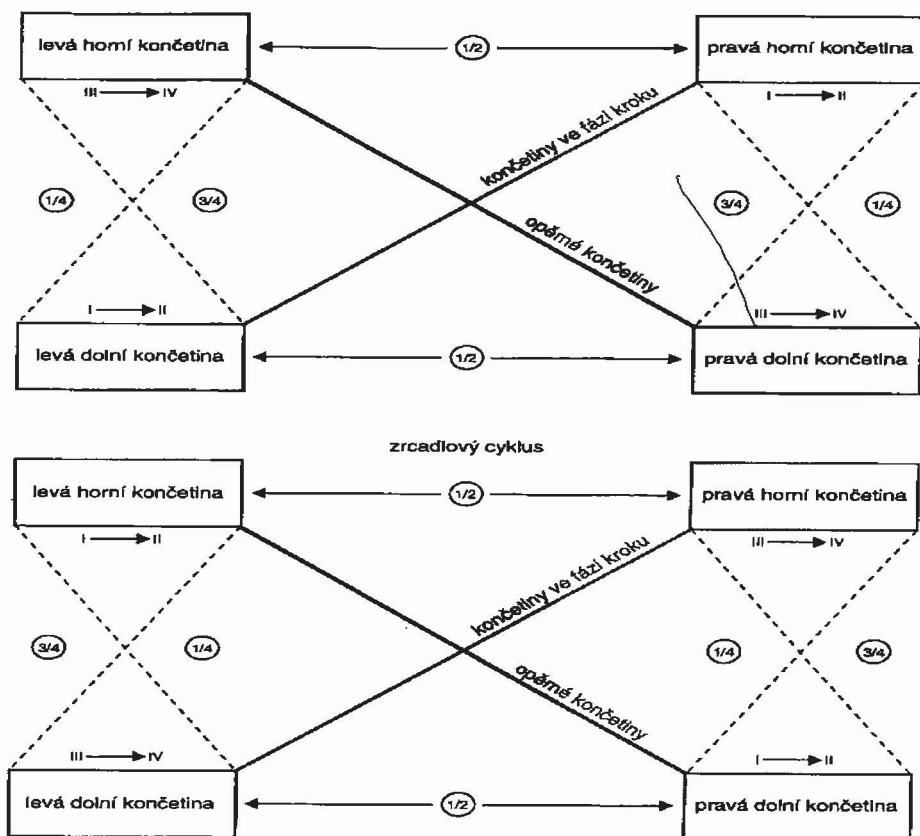 levá horní končetina
1/2
pravá horní končetina
III → IV
I → II
končetiny ve fázi kroku
1/4
3/4
3/4
1/4
opěrné končetiny
I → II
III → IV
levá dolní končetina
1/2
pravá dolní končetina
zrcadlový cyklus
levá horní končetina
1/2
pravá horní končetina
I → II
III → IV
končetiny ve fázi kroku
3/4
1/4
1/4
3/4
opěrné končetiny
III → IV
I → II
levá dolní končetina
1/2
pravá dolní končetina